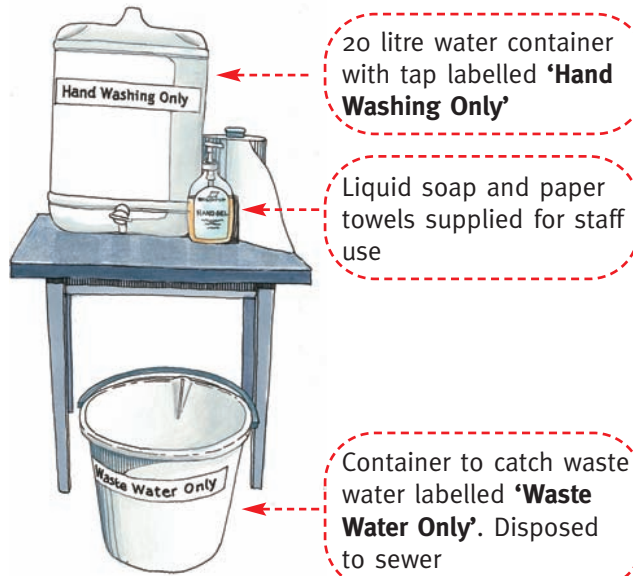 20 litre water container
with tap labelled ‘Hand
Washing Only’
Hand Washing Only
Liquid soap and paper
towels supplied for staff
use
Container to catch waste
water labelled ‘Waste
Water Only’. Disposed
to sewer
Waste Water Only